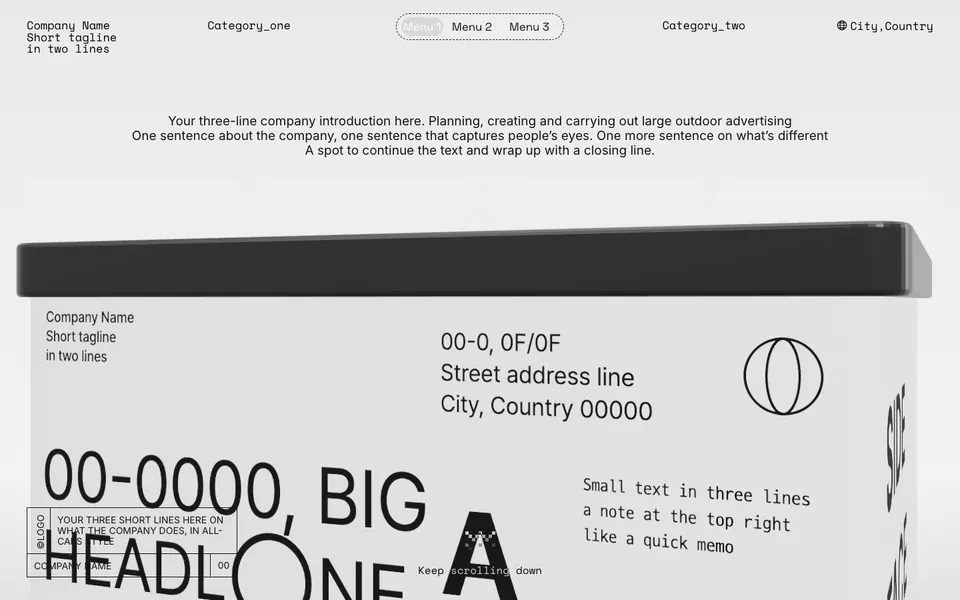 Company Name
Short tagline
in two lines
Category_one
Menu 1
Menu 2
Menu 3
Category_two
City,Country
Your three-line company introduction here. Planning, creating and carrying out large outdoor advertising
One sentence about the company, one sentence that captures people's eyes. One more sentence on what's different
A spot to continue the text and wrap up with a closing line.
Company Name
Short tagline
in two lines
00-0, 0F/0F
Street address line
City, Country 00000
SIDE
00-0000, BIG
HEADLONE
A
Small text in three lines
a note at the top right
like a quick memo
©LOGO
YOUR THREE SHORT LINES HERE ON
WHAT THE COMPANY DOES, IN ALL-
CAPS STYLE
COMPANY NAME
00
Keep scrolling down